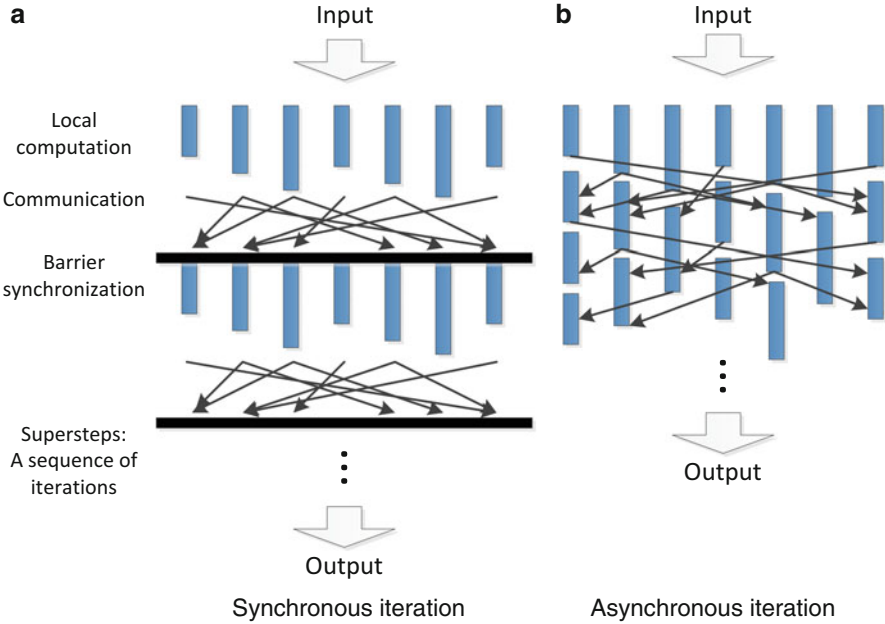 a
Input
Local
computation
Communication
Barrier
synchronization
Supersteps:
A sequence of
iterations
Output
Synchronous iteration
b
Input
Output
Asynchronous iteration